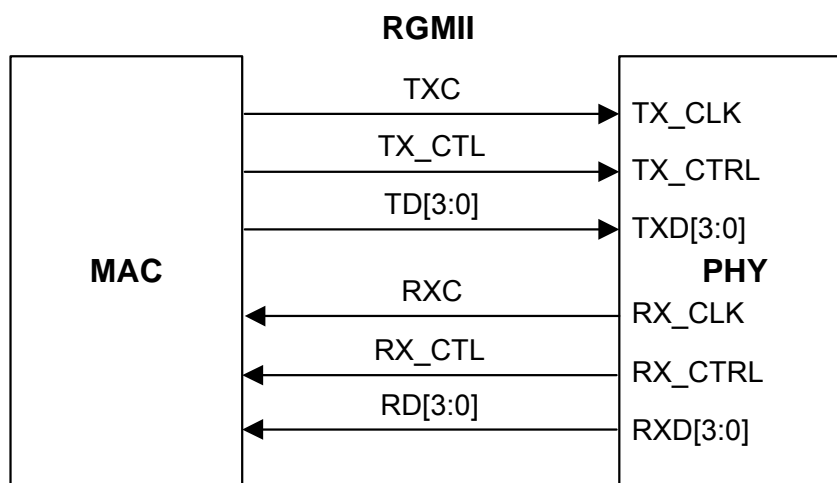 RGMII
TXC
TX_CLK
TX_CTL
TX_CTRL
TD[3:0]
TXD[3:0]
MAC
PHY
RXC
RX_CLK
RX_CTL
RX_CTRL
RD[3:0]
RXD[3:0]